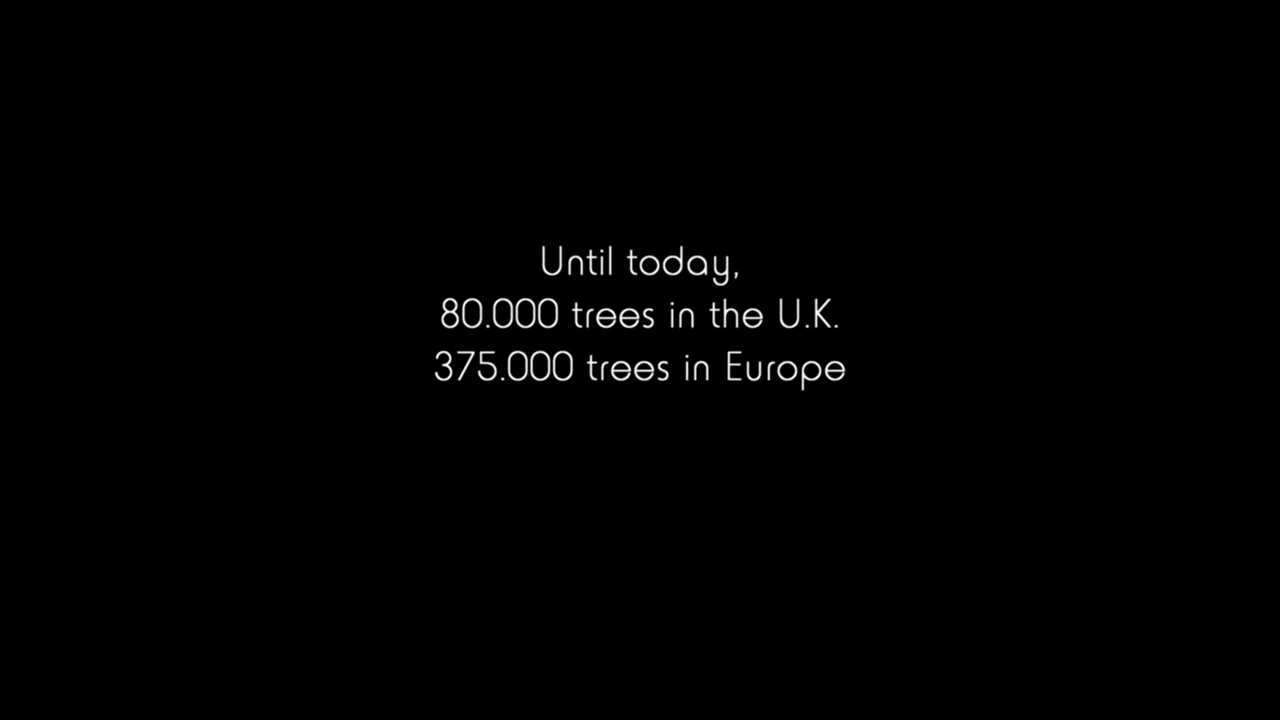 Until today,
80.000 trees in the U.K.
375.000 trees in Europe